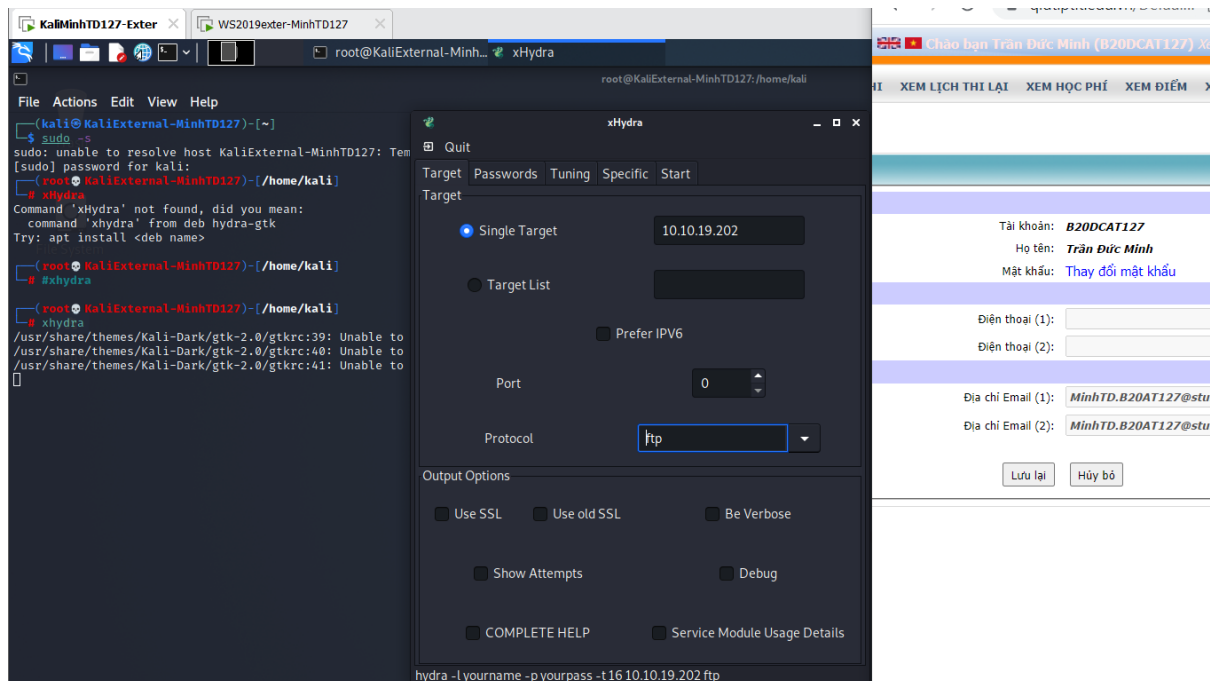 KaliMinhTD127-Exter
WS2019exter-MinhTD127
root@KaliExternal-Minh...
xHydra
root@KaliExternal-MinhTD127:/home/kali
File Actions Edit View Help
(kali㉿KaliExternal-MinhTD127)-[~]
$ sudo -s
sudo: unable to resolve host KaliExternal-MinhTD127: Tem
[sudo] password for kali:
(root💀KaliExternal-MinhTD127)-[/home/kali]
# xHydra
Command 'xHydra' not found, did you mean:
command 'xhydra' from deb hydra-gtk
Try: apt install <deb name>
(root💀KaliExternal-MinhTD127)-[/home/kali]
# #xhydra
(root💀KaliExternal-MinhTD127)-[/home/kali]
# xhydra
/usr/share/themes/Kali-Dark/gtk-2.0/gtkrc:39: Unable to
/usr/share/themes/Kali-Dark/gtk-2.0/gtkrc:40: Unable to
/usr/share/themes/Kali-Dark/gtk-2.0/gtkrc:41: Unable to
xHydra
Quit
Target Passwords Tuning Specific Start
Target
Single Target 10.10.19.202
Target List
Prefer IPV6
Port 0
Protocol ftp
Output Options
Use SSL Use old SSL Be Verbose
Show Attempts Debug
COMPLETE HELP Service Module Usage Details
hydra -l yourname -p yourpass -t 16 10.10.19.202 ftp
Chào bạn Trần Đức Minh (B20DCAT127)
HI XEM LỊCH THI LẠI XEM HỌC PHÍ XEM ĐIỂM X
Tài khoản: B20DCAT127
Họ tên: Trần Đức Minh
Mật khẩu: Thay đổi mật khẩu
Điện thoại (1):
Điện thoại (2):
Địa chỉ Email (1): MinhTD.B20AT127@stu
Địa chỉ Email (2): MinhTD.B20AT127@stu
Lưu lại Hủy bỏ